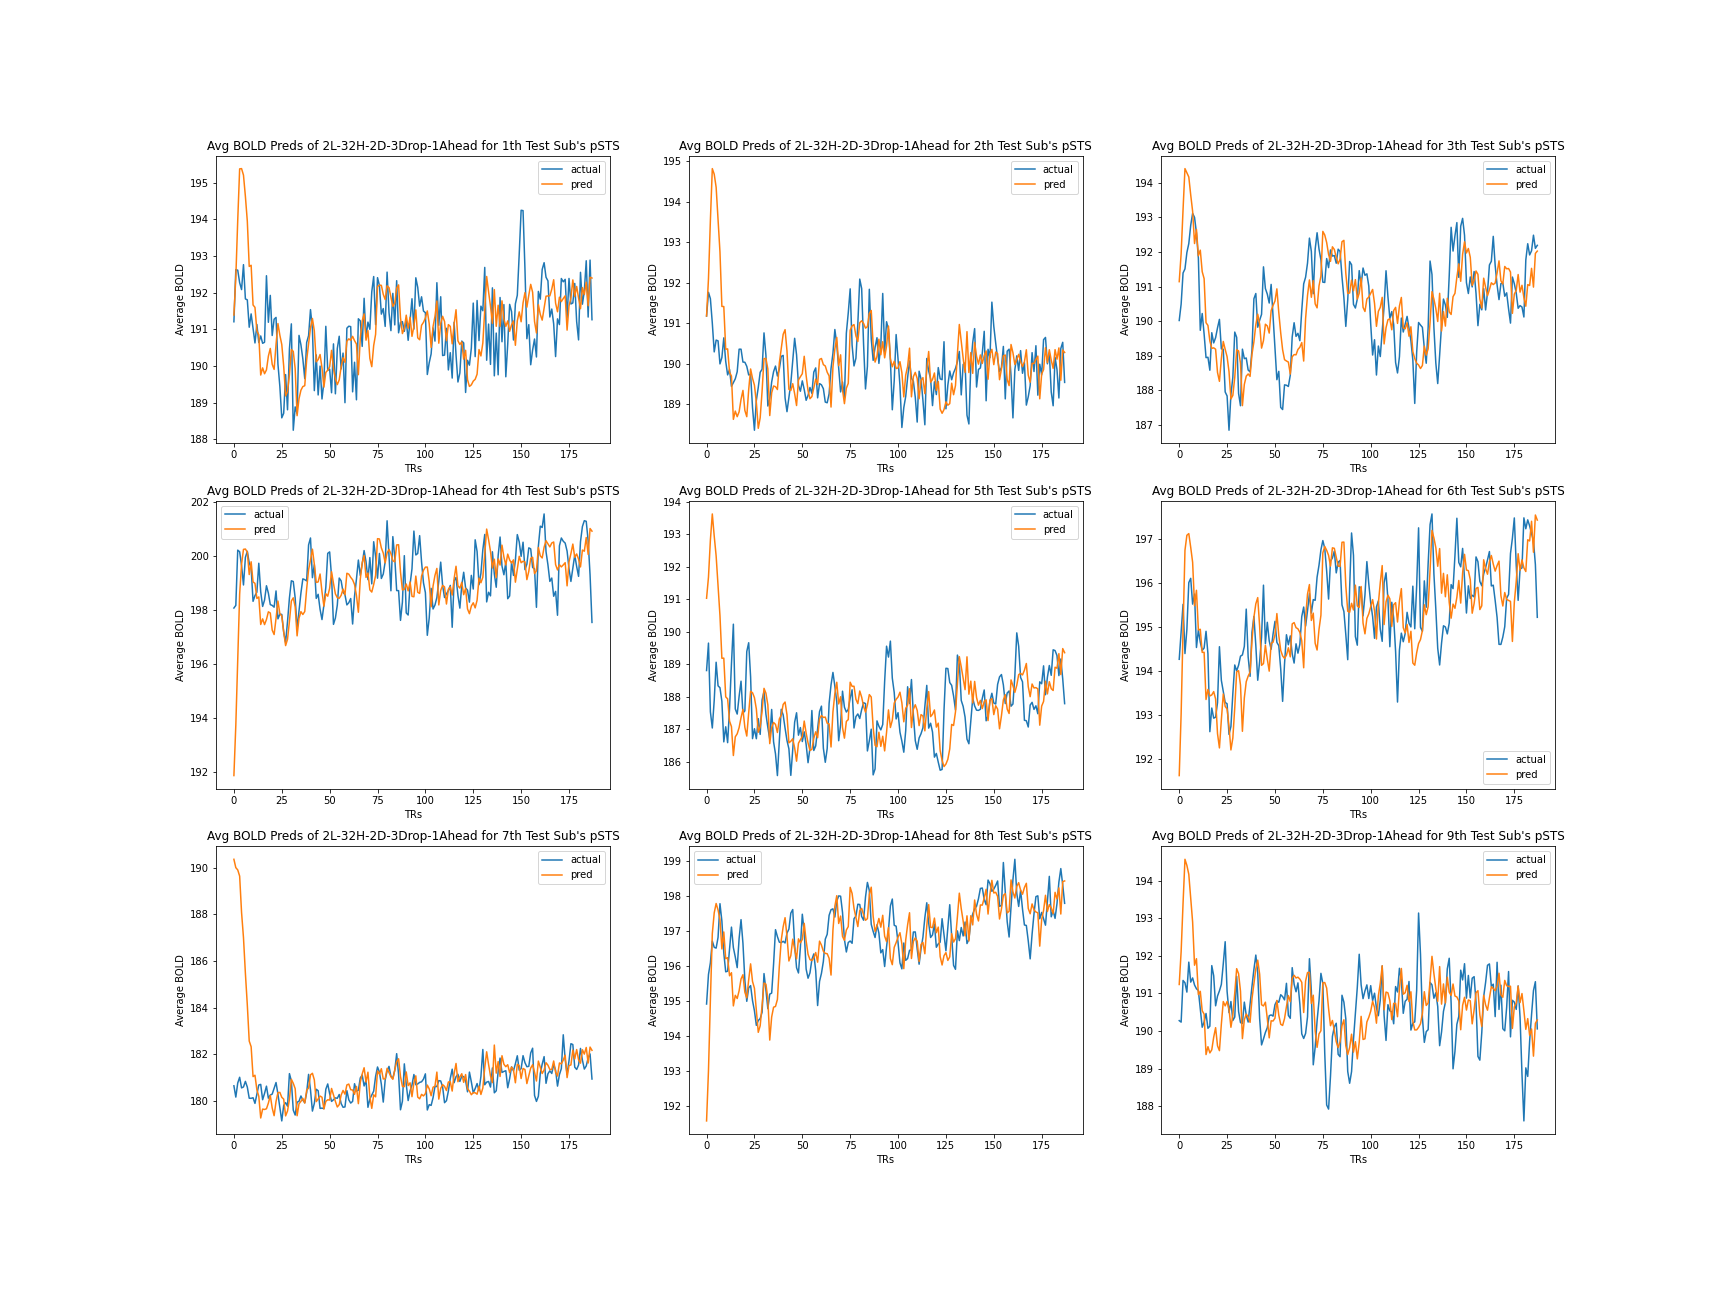 Avg BOLD Preds of 2L-32H-2D-3Drop-1Ahead for 1th Test Sub's pSTS
Average BOLD
195
194
193
192
191
190
189
188
actual
pred
0 25 50 75 100 125 150 175
TRs
Avg BOLD Preds of 2L-32H-2D-3Drop-1Ahead for 2th Test Sub's pSTS
Average BOLD
195
194
193
192
191
190
189
actual
pred
0 25 50 75 100 125 150 175
TRs
Avg BOLD Preds of 2L-32H-2D-3Drop-1Ahead for 3th Test Sub's pSTS
Average BOLD
194
193
192
191
190
189
188
187
actual
pred
0 25 50 75 100 125 150 175
TRs
Avg BOLD Preds of 2L-32H-2D-3Drop-1Ahead for 4th Test Sub's pSTS
Average BOLD
202
200
198
196
194
192
actual
pred
0 25 50 75 100 125 150 175
TRs
Avg BOLD Preds of 2L-32H-2D-3Drop-1Ahead for 5th Test Sub's pSTS
Average BOLD
194
193
192
191
190
189
188
187
186
actual
pred
0 25 50 75 100 125 150 175
TRs
Avg BOLD Preds of 2L-32H-2D-3Drop-1Ahead for 6th Test Sub's pSTS
Average BOLD
197
196
195
194
193
192
actual
pred
0 25 50 75 100 125 150 175
TRs
Avg BOLD Preds of 2L-32H-2D-3Drop-1Ahead for 7th Test Sub's pSTS
Average BOLD
190
188
186
184
182
180
actual
pred
0 25 50 75 100 125 150 175
TRs
Avg BOLD Preds of 2L-32H-2D-3Drop-1Ahead for 8th Test Sub's pSTS
Average BOLD
199
198
197
196
195
194
193
192
actual
pred
0 25 50 75 100 125 150 175
TRs
Avg BOLD Preds of 2L-32H-2D-3Drop-1Ahead for 9th Test Sub's pSTS
Average BOLD
194
193
192
191
190
189
188
actual
pred
0 25 50 75 100 125 150 175
TRs